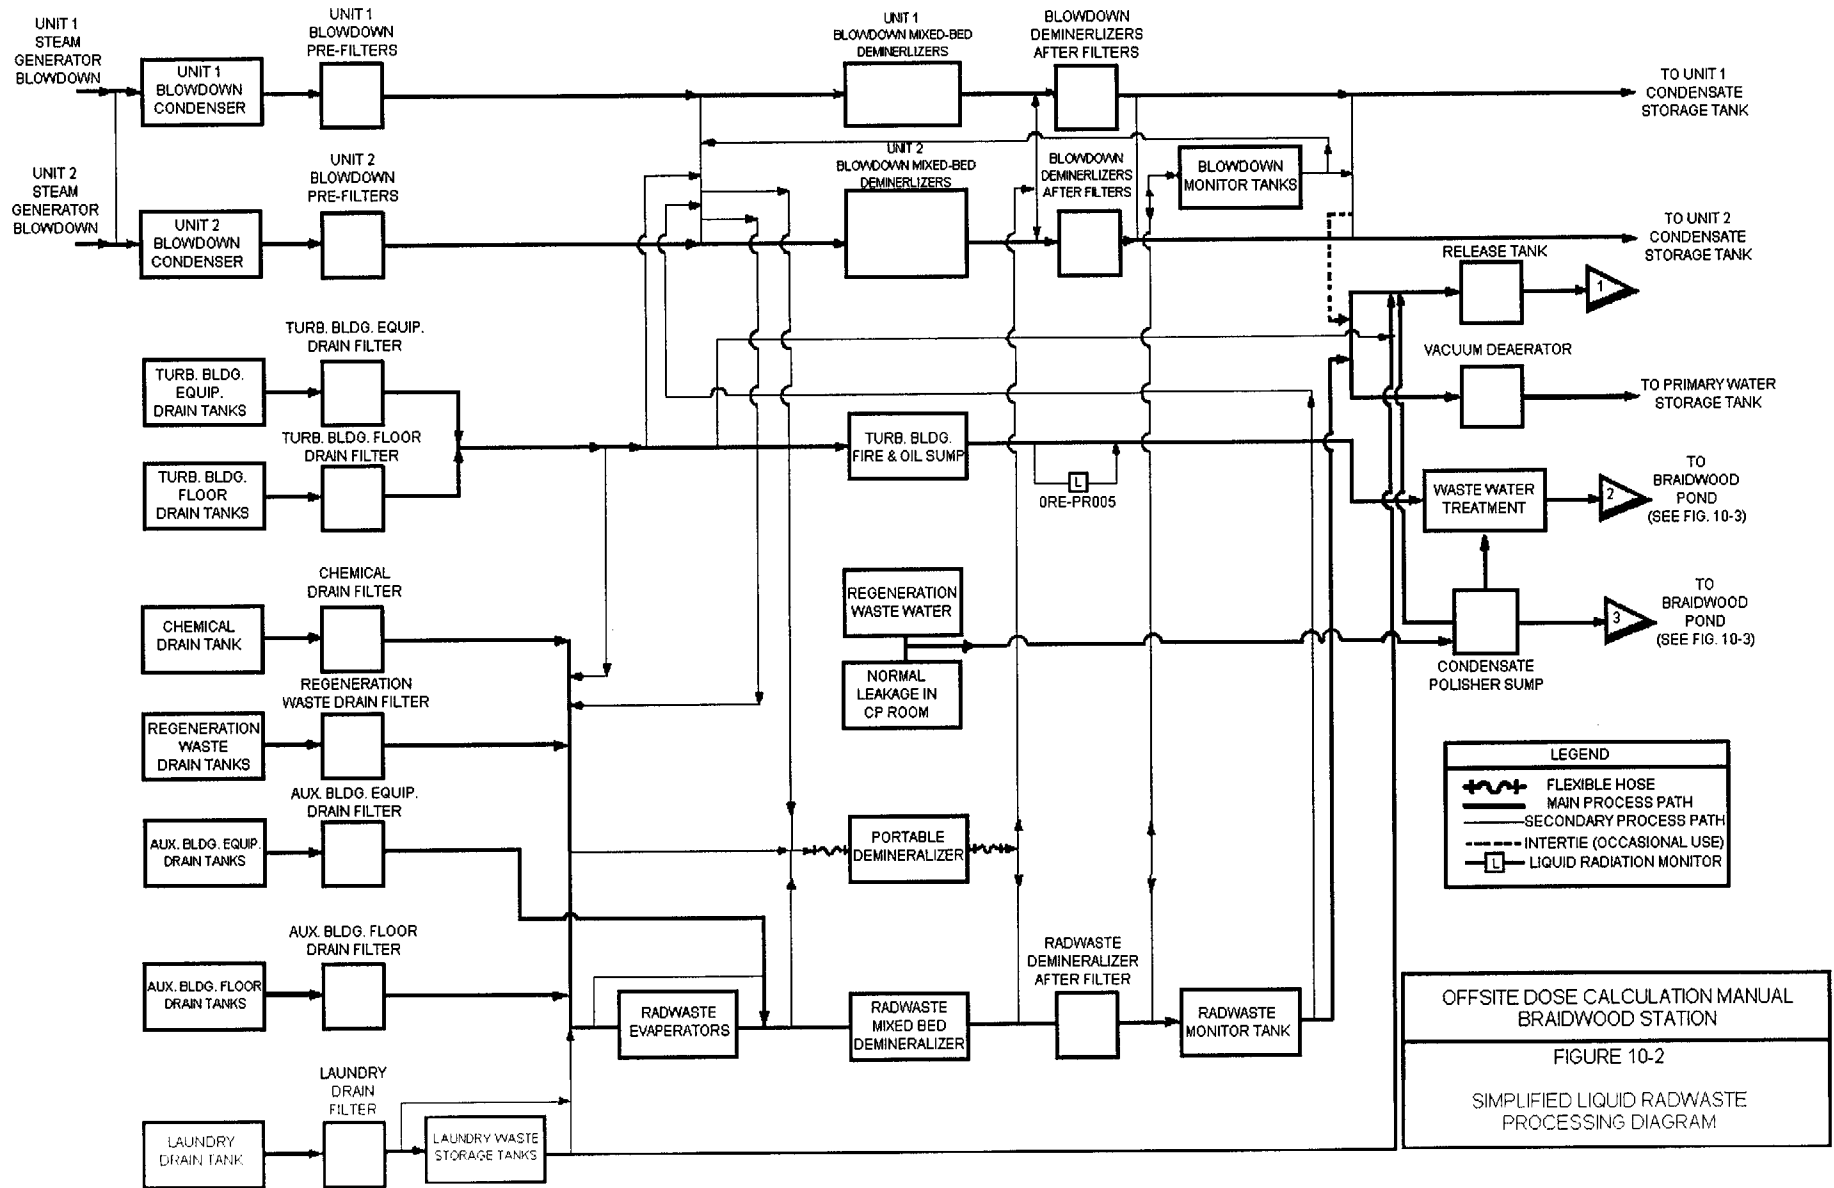 UNIT 1
STEAM
GENERATOR
BLOWDOWN
UNIT 1
BLOWDOWN
CONDENSER
UNIT 1
BLOWDOWN
PRE-FILTERS
UNIT 1
BLOWDOWN MIXED-BED
DEMINERLIZERS
BLOWDOWN
DEMINERLIZERS
AFTER FILTERS
TO UNIT 1
CONDENSATE
STORAGE TANK
UNIT 2
STEAM
GENERATOR
BLOWDOWN
UNIT 2
BLOWDOWN
CONDENSER
UNIT 2
BLOWDOWN
PRE-FILTERS
UNIT 2
BLOWDOWN MIXED-BED
DEMINERLIZERS
BLOWDOWN
DEMINERLIZERS
AFTER FILTERS
BLOWDOWN
MONITOR TANKS
TO UNIT 2
CONDENSATE
STORAGE TANK
RELEASE TANK
1
VACUUM DEAERATOR
TO PRIMARY WATER
STORAGE TANK
TURB. BLDG. EQUIP.
DRAIN FILTER
TURB. BLDG.
EQUIP.
DRAIN TANKS
TURB. BLDG. FLOOR
DRAIN FILTER
TURB. BLDG.
FLOOR
DRAIN TANKS
TURB. BLDG.
FIRE & OIL SUMP
L
0RE-PR005
WASTE WATER
TREATMENT
2
TO
BRAIDWOOD
POND
(SEE FIG. 10-3)
CHEMICAL
DRAIN FILTER
CHEMICAL
DRAIN TANK
REGENERATION
WASTE WATER
NORMAL
LEAKAGE IN
CP ROOM
3
TO
BRAIDWOOD
POND
(SEE FIG. 10-3)
CONDENSATE
POLISHER SUMP
REGENERATION
WASTE DRAIN FILTER
REGENERATION
WASTE
DRAIN TANKS
AUX. BLDG. EQUIP.
DRAIN FILTER
AUX. BLDG. EQUIP.
DRAIN TANKS
PORTABLE
DEMINERALIZER
LEGEND
FLEXIBLE HOSE
MAIN PROCESS PATH
SECONDARY PROCESS PATH
INTERTIE (OCCASIONAL USE)
L LIQUID RADIATION MONITOR
AUX. BLDG. FLOOR
DRAIN FILTER
AUX. BLDG. FLOOR
DRAIN TANKS
RADWASTE
EVAPERATORS
RADWASTE
MIXED BED
DEMINERALIZER
RADWASTE
DEMINERALIZER
AFTER FILTER
RADWASTE
MONITOR TANK
LAUNDRY
DRAIN
FILTER
LAUNDRY
DRAIN TANK
LAUNDRY WASTE
STORAGE TANKS
OFFSITE DOSE CALCULATION MANUAL
BRAIDWOOD STATION
FIGURE 10-2
SIMPLIFIED LIQUID RADWASTE
PROCESSING DIAGRAM